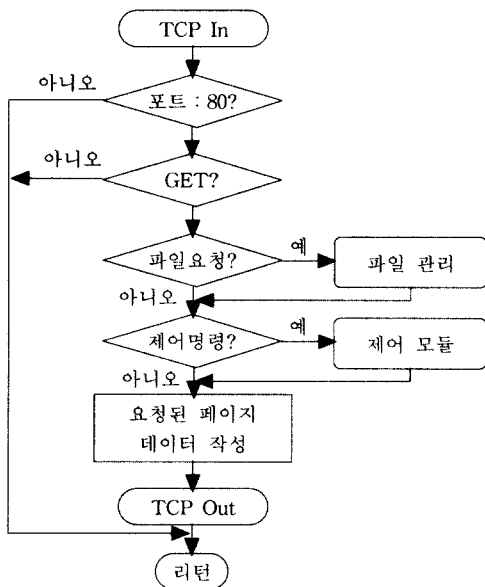 TCP In
아니오
포트 : 80?
아니오
GET?
예
파일요청?
파일 관리
아니오
예
제어명령?
제어 모듈
아니오
요청된 페이지
데이터 작성
TCP Out
리턴